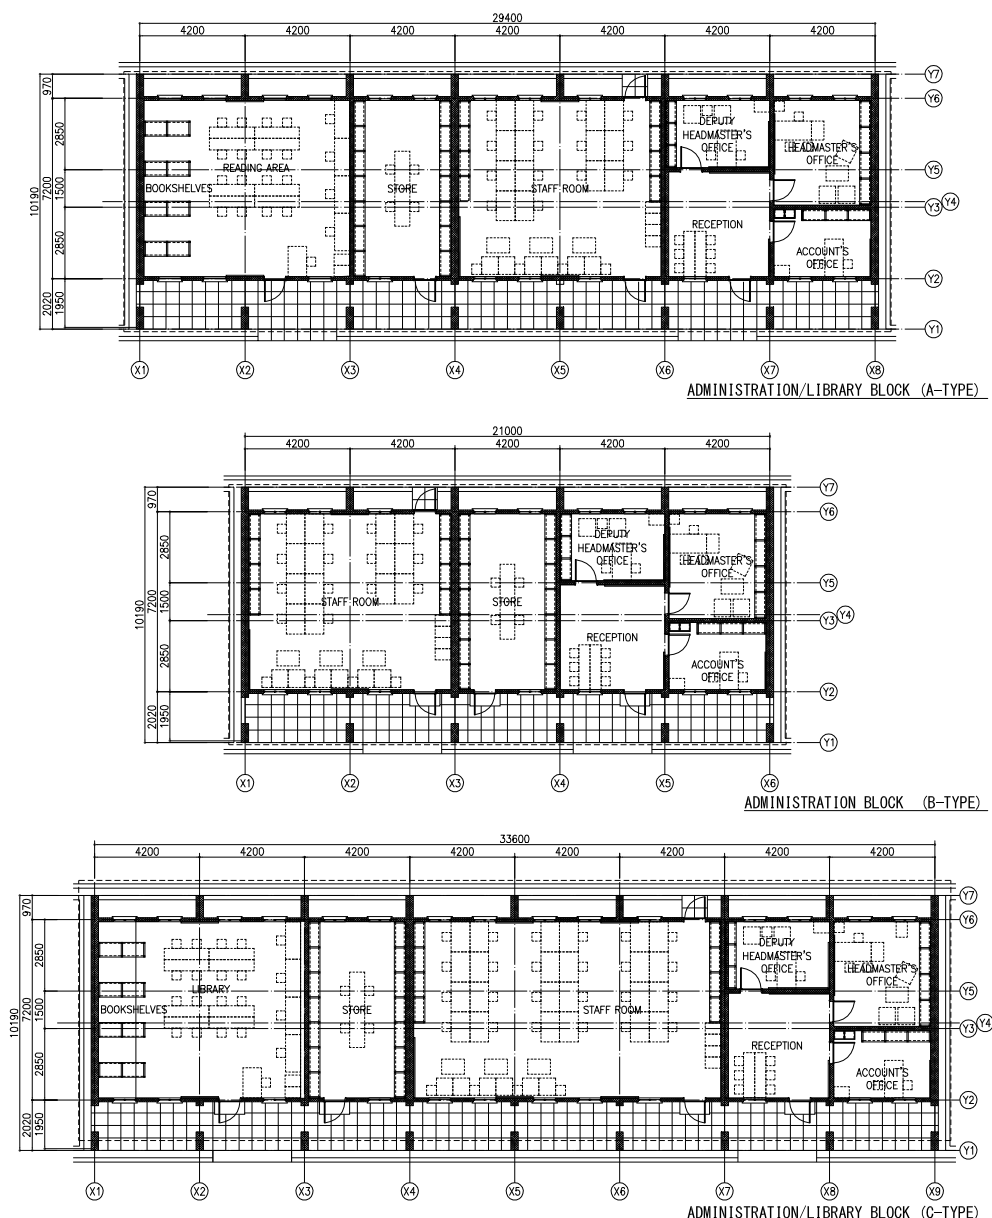 29400
4200 4200 4200 4200 4200 4200 4200
Y7
970
Y6
2850
DEPUTY
HEADMASTER'S
OFFICE
HEADMASTER'S
OFFICE
READING AREA
Y5
10190
7200
1500
BOOKSHELVES
STORE
STAFF ROOM
Y3 Y4
RECEPTION
2850
ACCOUNT'S
OFFICE
Y2
2020
1950
Y1
X1 X2 X3 X4 X5 X6 X7 X8
ADMINISTRATION/LIBRARY BLOCK (A-TYPE)
21000
4200 4200 4200 4200 4200
Y7
970
Y6
2850
DEPUTY
HEADMASTER'S
OFFICE
HEADMASTER'S
OFFICE
Y5
10190
7200
1500
STAFF ROOM
STORE
Y3 Y4
RECEPTION
2850
ACCOUNT'S
OFFICE
Y2
2020
1950
Y1
X1 X2 X3 X4 X5 X6
ADMINISTRATION BLOCK (B-TYPE)
33600
4200 4200 4200 4200 4200 4200 4200 4200
Y7
970
Y6
2850
DEPUTY
HEADMASTER'S
OFFICE
HEADMASTER'S
OFFICE
LIBRARY
Y5
10190
7200
1500
BOOKSHELVES
STORE
STAFF ROOM
Y3 Y4
RECEPTION
2850
ACCOUNT'S
OFFICE
Y2
2020
1950
Y1
X1 X2 X3 X4 X5 X6 X7 X8 X9
ADMINISTRATION/LIBRARY BLOCK (C-TYPE)